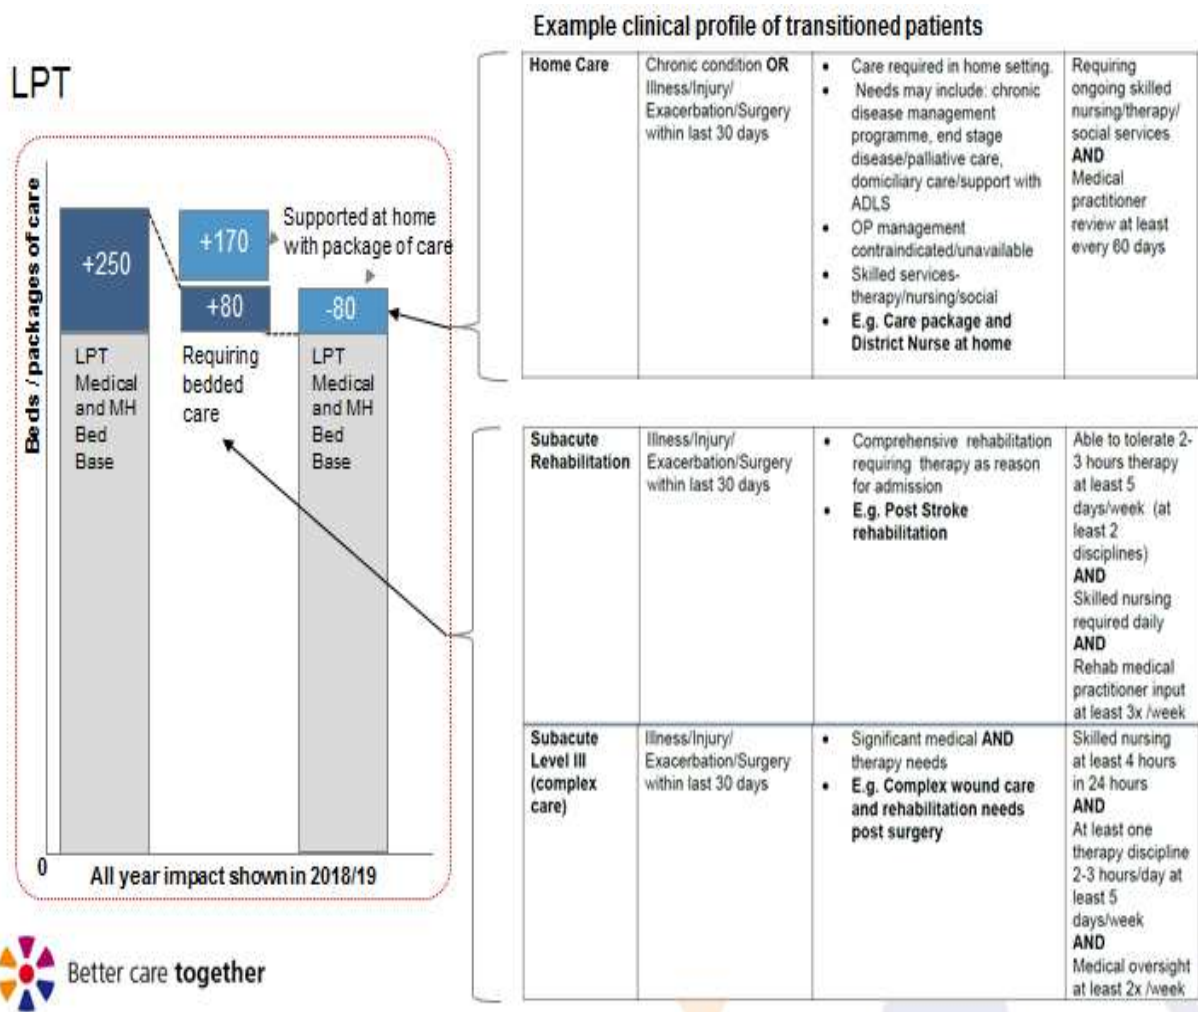 Example clinical profile of transitioned patients
LPT
Beds / packages of care
+250
+170
+80
-80
Supported at home
with package of care
Requiring
bedded
care
LPT
Medical
and MH
Bed
Base
LPT
Medical
and MH
Bed
Base
0
All year impact shown in 2018/19
Better care together
Home Care
Chronic condition OR
Illness/Injury/
Exacerbation/Surgery
within last 30 days
• Care required in home setting.
• Needs may include: chronic
disease management
programme, end stage
disease/palliative care,
domiciliary care/support with
ADLS
• OP management
contraindicated/unavailable
• Skilled services-
therapy/nursing/social
• E.g. Care package and
District Nurse at home
Requiring
ongoing skilled
nursing/therapy/
social services
AND
Medical
practitioner
review at least
every 60 days
Subacute
Rehabilitation
Illness/Injury/
Exacerbation/Surgery
within last 30 days
• Comprehensive rehabilitation
requiring therapy as reason
for admission
• E.g. Post Stroke
rehabilitation
Able to tolerate 2-
3 hours therapy
at least 5
days/week (at
least 2
disciplines)
AND
Skilled nursing
required daily
AND
Rehab medical
practitioner input
at least 3x /week
Subacute
Level III
(complex
care)
Illness/Injury/
Exacerbation/Surgery
within last 30 days
• Significant medical AND
therapy needs
• E.g. Complex wound care
and rehabilitation needs
post surgery
Skilled nursing
at least 4 hours
in 24 hours
AND
At least one
therapy discipline
2-3 hours/day at
least 5
days/week
AND
Medical oversight
at least 2x /week